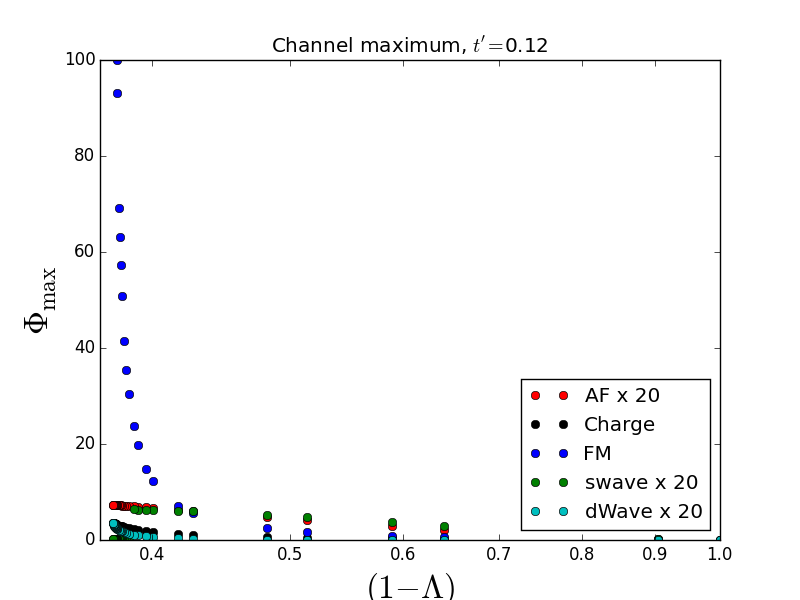 Channel maximum, t′=0.12
100
80
60
40
20
0
Φmax
AF x 20
Charge
FM
swave x 20
dWave x 20
0.4 0.5 0.6 0.7 0.8 0.9 1.0
(1−Λ)